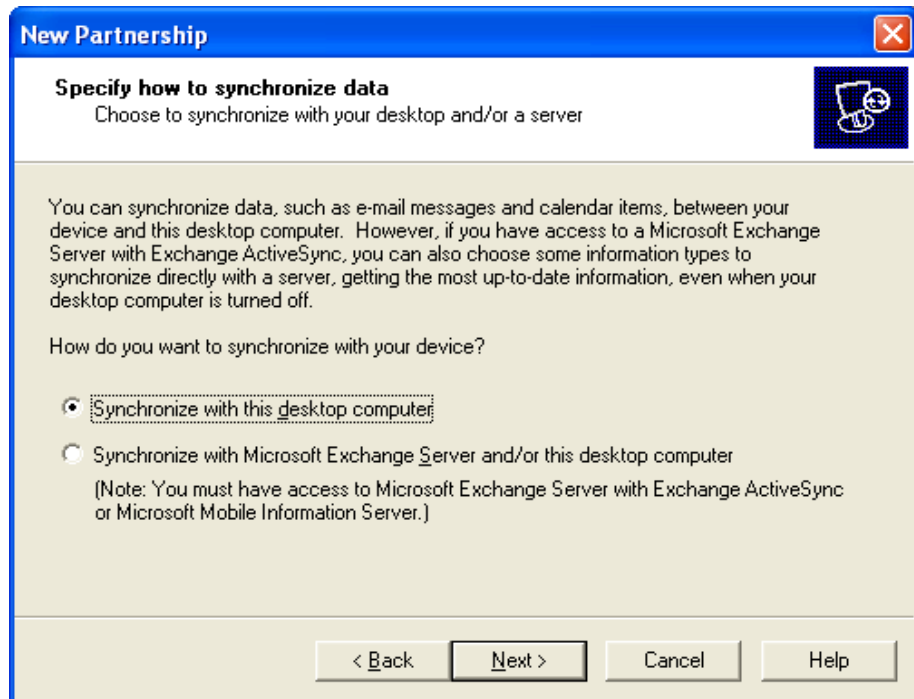 New Partnership
Specify how to synchronize data
Choose to synchronize with your desktop and/or a server
You can synchronize data, such as e-mail messages and calendar items, between your
device and this desktop computer.  However, if you have access to a Microsoft Exchange
Server with Exchange ActiveSync, you can also choose some information types to
synchronize directly with a server, getting the most up-to-date information, even when your
desktop computer is turned off.
How do you want to synchronize with your device?
Synchronize with this desktop computer
Synchronize with Microsoft Exchange Server and/or this desktop computer
(Note: You must have access to Microsoft Exchange Server with Exchange ActiveSync
or Microsoft Mobile Information Server.)
< Back Next > Cancel Help